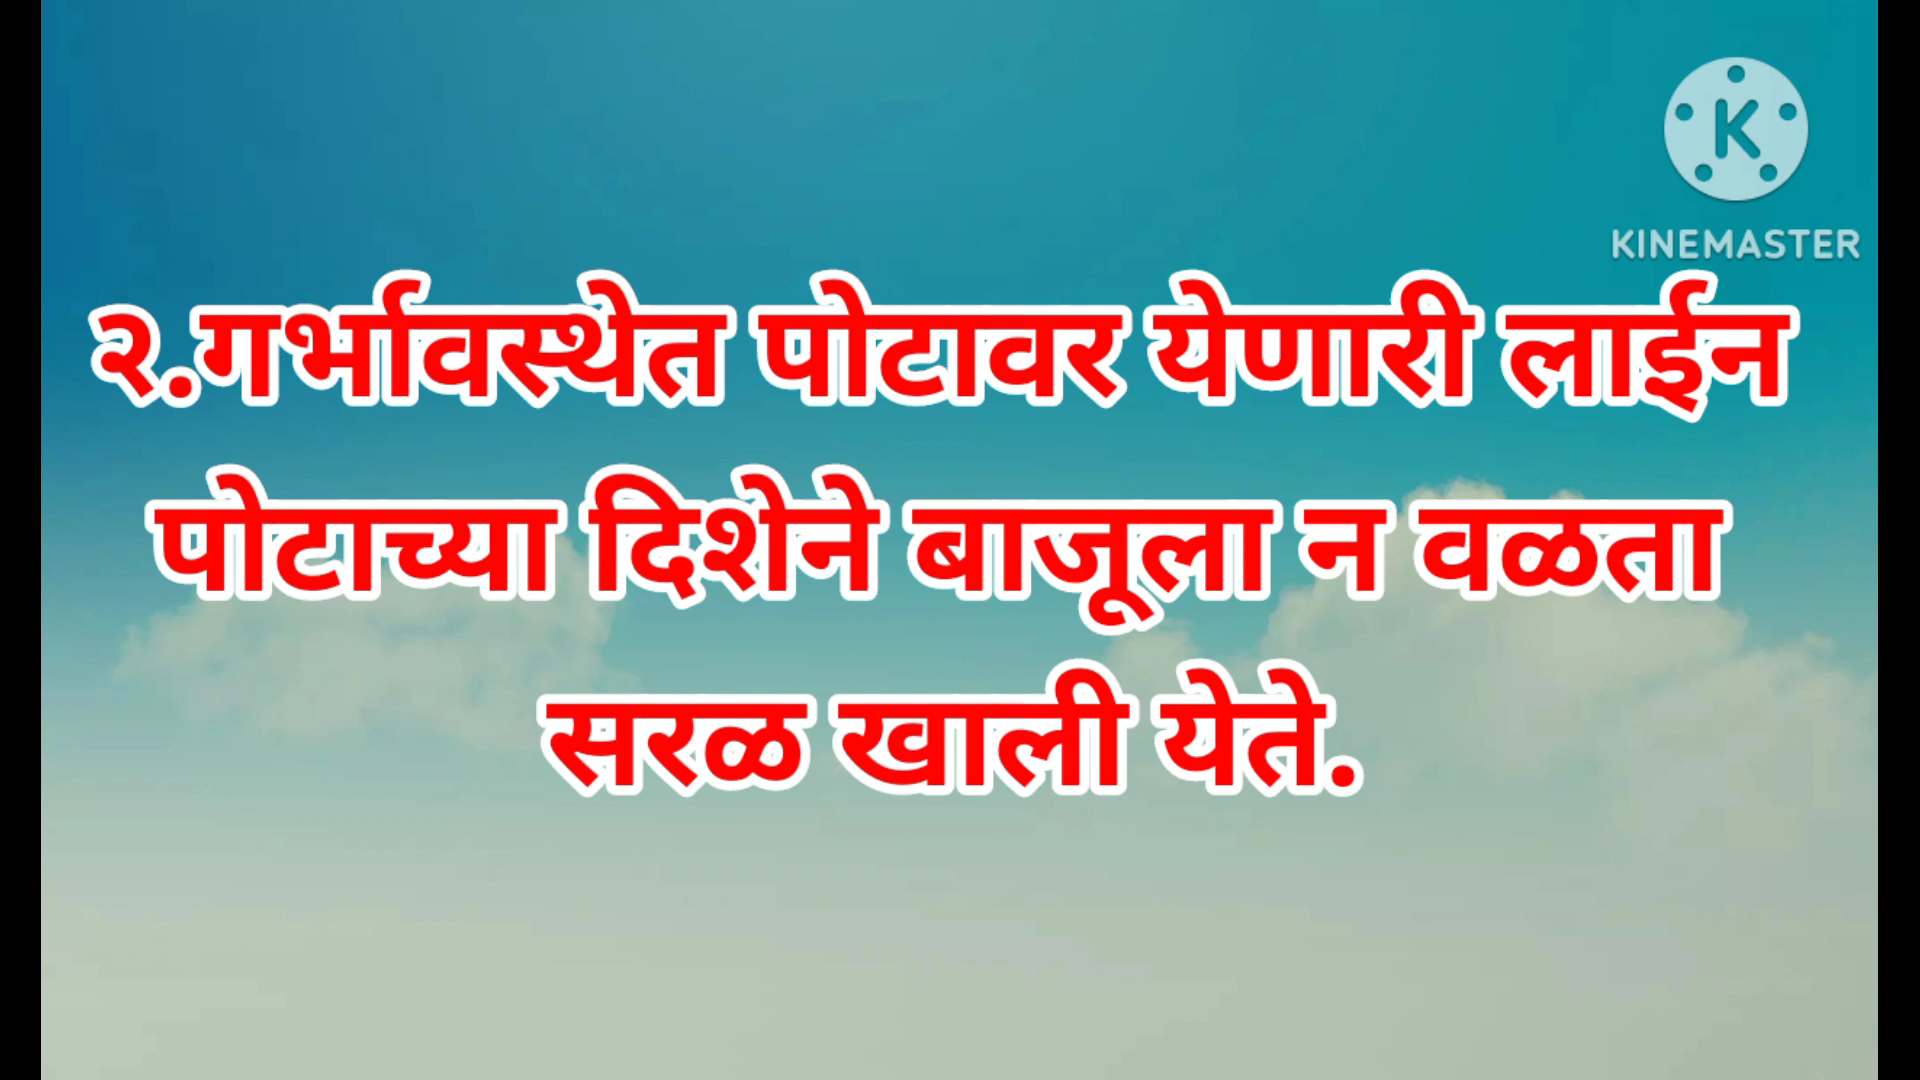 KINEMASTER
२.गर्भावस्थेत पोटावर येणारी लाईन
पोटाच्या दिशेने बाजूला न वळता
सरळ खाली येते.